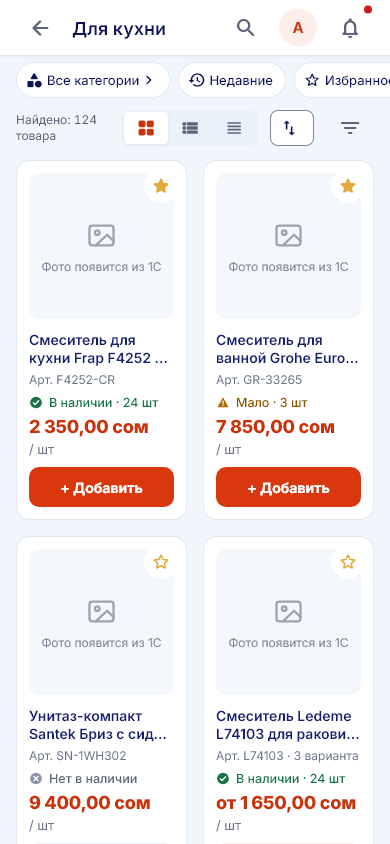 Для кухни
А
Все категории
Недавние
Избранно
Найдено: 124
товара
Фото появится из 1С
Фото появится из 1С
Смеситель для
кухни Frap F4252 ...
Арт. F4252-CR
В наличии · 24 шт
2 350,00 сом
/ шт
+ Добавить
Смеситель для
ванной Grohe Euro...
Арт. GR-33265
Мало · 3 шт
7 850,00 сом
/ шт
+ Добавить
Фото появится из 1С
Фото появится из 1С
Унитаз-компакт
Santek Бриз с сид...
Арт. SN-1WH302
Нет в наличии
9 400,00 сом
/ шт
Смеситель Ledeme
L74103 для ракови...
Арт. L74103 · 3 варианта
В наличии · 24 шт
от 1 650,00 сом
/ шт